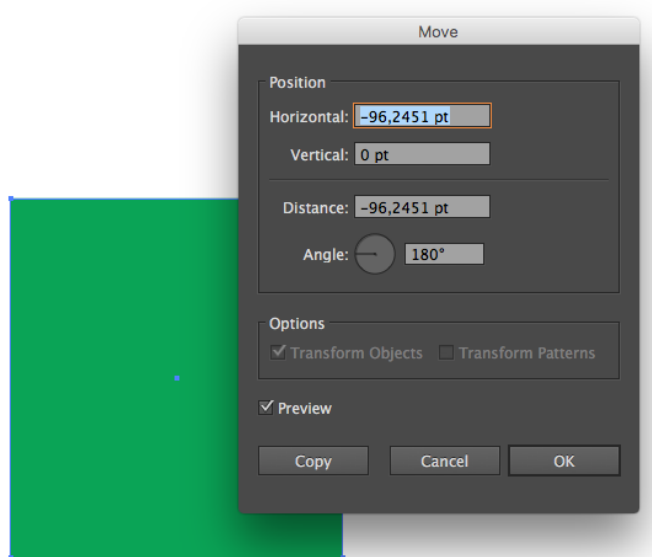 Move
Position
Horizontal: -96,2451 pt
Vertical: 0 pt
Distance: -96,2451 pt
Angle: 180°
Options
Transform Objects Transform Patterns
Preview
Copy Cancel OK